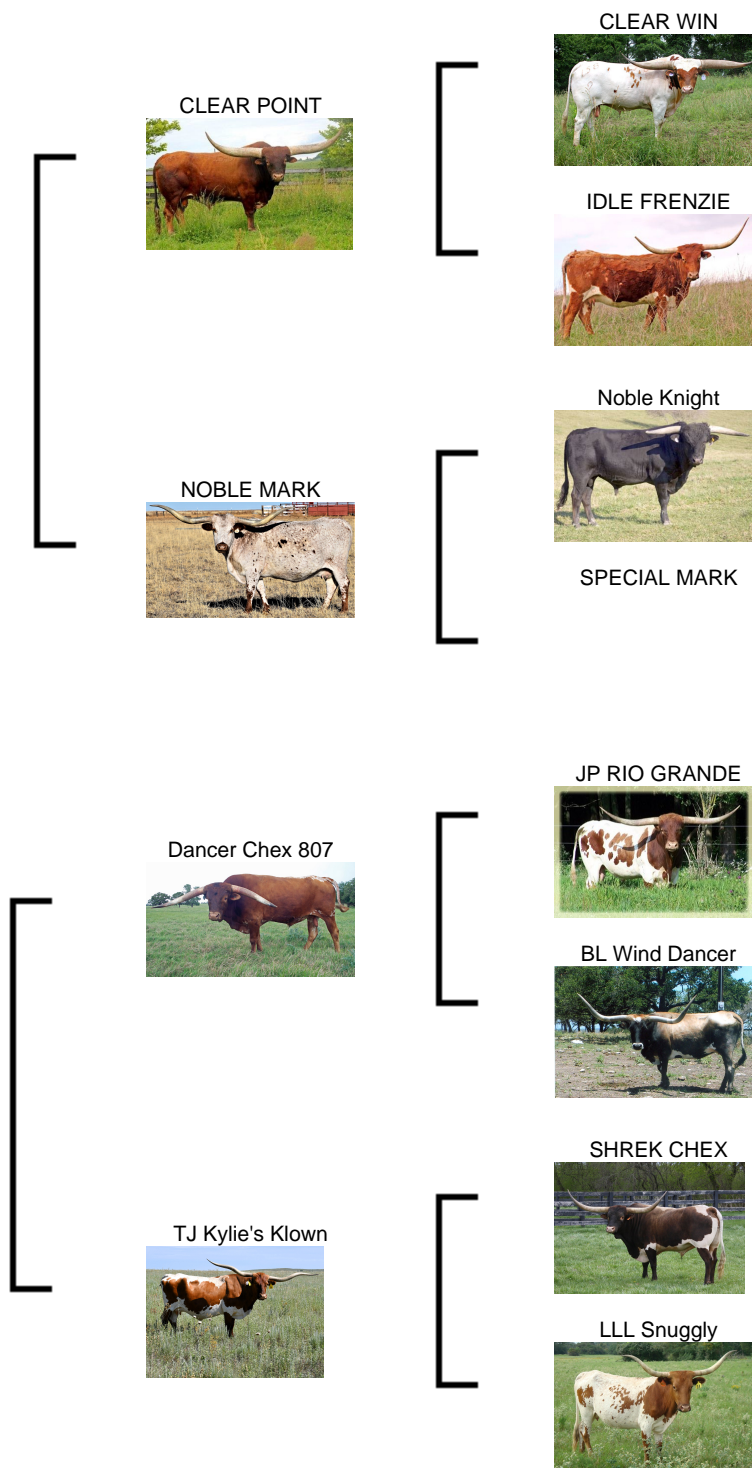 CLEAR WIN
CLEAR POINT
IDLE FRENZIE
Noble Knight
NOBLE MARK
SPECIAL MARK
JP RIO GRANDE
Dancer Chex 807
BL Wind Dancer
SHREK CHEX
TJ Kylie's Klown
LLL Snuggly